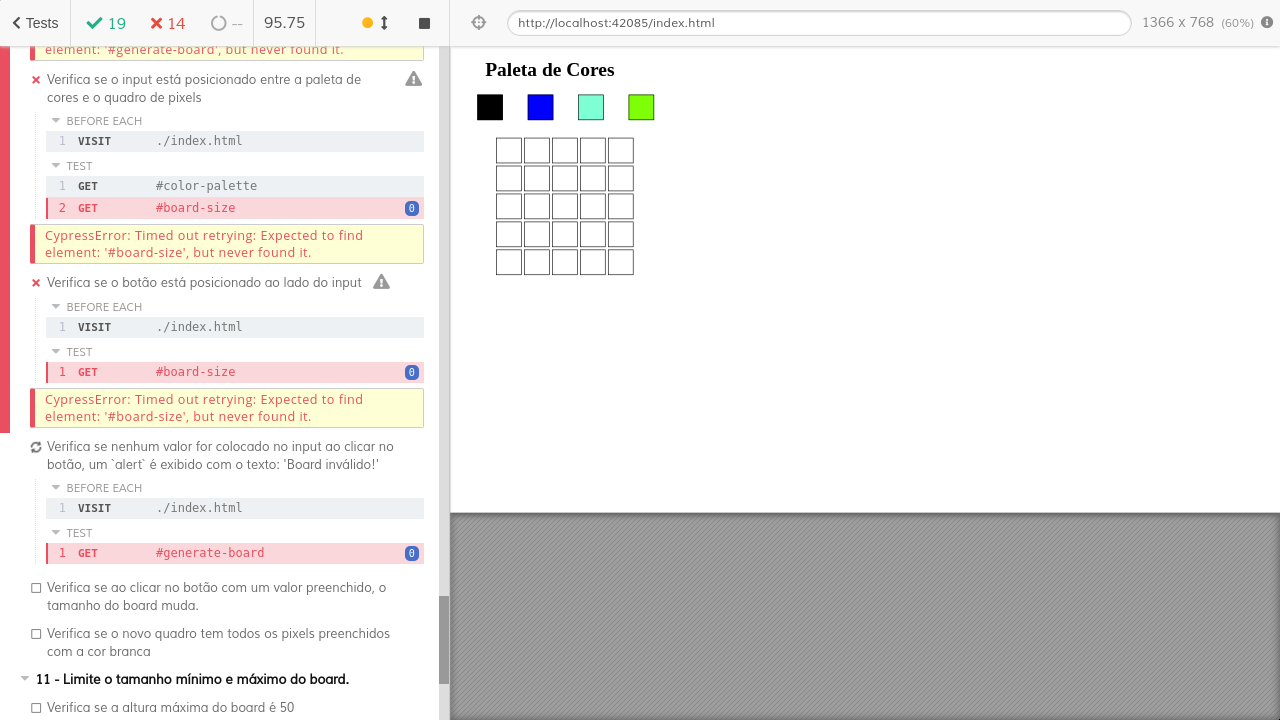 Tests 19 14 -- 95.75
http://localhost:42085/index.html 1366 x 768 (60%)
element: '#generate-board', but never found it.
Verifica se o input está posicionado entre a paleta de
cores e o quadro de pixels
BEFORE EACH
1 VISIT ./index.html
TEST
1 GET #color-palette
2 GET #board-size 0
CypressError: Timed out retrying: Expected to find
element: '#board-size', but never found it.
Verifica se o botão está posicionado ao lado do input
BEFORE EACH
1 VISIT ./index.html
TEST
1 GET #board-size 0
CypressError: Timed out retrying: Expected to find
element: '#board-size', but never found it.
Verifica se nenhum valor for colocado no input ao clicar no
botão, um `alert` é exibido com o texto: 'Board inválido!'
BEFORE EACH
1 VISIT ./index.html
TEST
1 GET #generate-board 0
Verifica se ao clicar no botão com um valor preenchido, o
tamanho do board muda.
Verifica se o novo quadro tem todos os pixels preenchidos
com a cor branca
11 - Limite o tamanho mínimo e máximo do board.
Verifica se a altura máxima do board é 50
Paleta de Cores